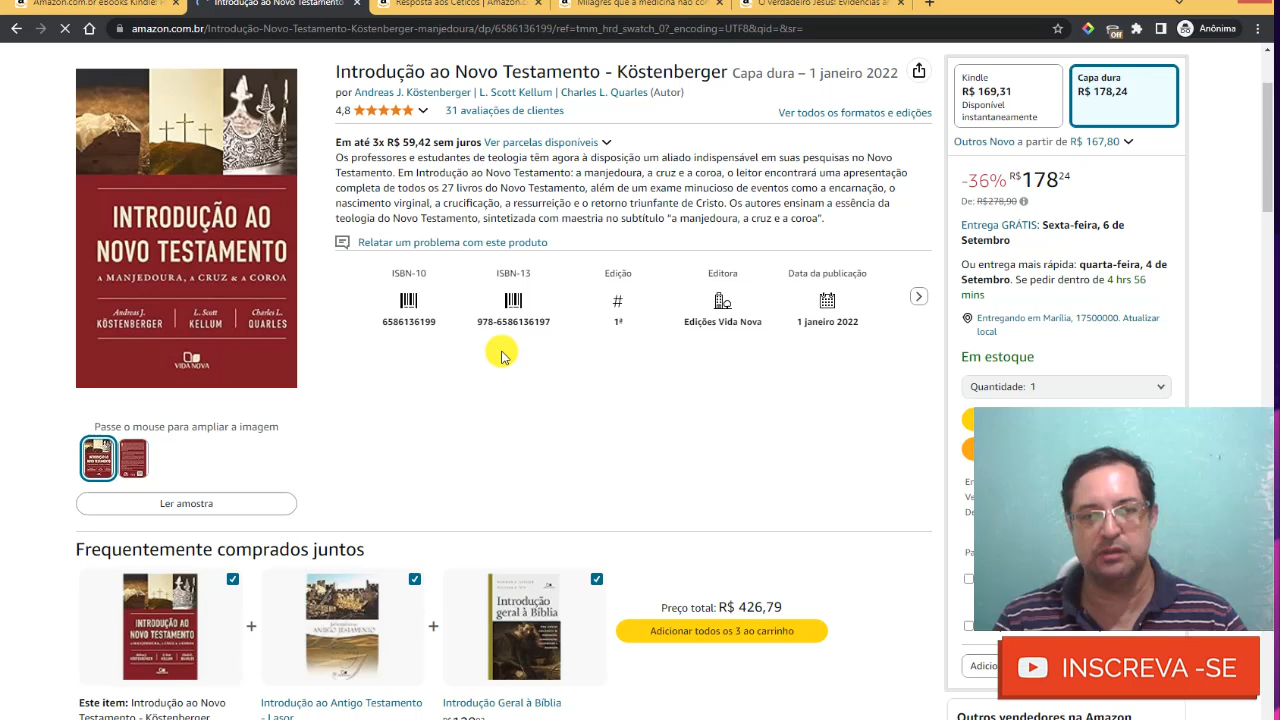 Amazon.com.br eBooks Kindle:
Introdução ao Novo Testamento
Resposta aos Céticos | Amazon.c
Milagres que a medicina não con
O verdadeiro Jesus: Evidências a
amazon.com.br/Introdução-Novo-Testamento-Köstenberger-manjedoura/dp/6586136199/ref=tmm_hrd_swatch_0?_encoding=UTF8&qid=&sr=
Off
Anônima
INTRODUÇÃO AO
NOVO TESTAMENTO
A MANJEDOURA, A CRUZ & A COROA
Andreas J.
KÖSTENBERGER
L. Scott
KELLUM
Charles L.
QUARLES
VIDA NOVA
Passe o mouse para ampliar a imagem
Ler amostra
Introdução ao Novo Testamento - Köstenberger Capa dura – 1 janeiro 2022
por Andreas J. Köstenberger | L. Scott Kellum | Charles L. Quarles (Autor)
4,8 31 avaliações de clientes
Ver todos os formatos e edições
Em até 3x R$ 59,42 sem juros Ver parcelas disponíveis
Os professores e estudantes de teologia têm agora à disposição um aliado indispensável em suas pesquisas no Novo
Testamento. Em Introdução ao Novo Testamento: a manjedoura, a cruz e a coroa, o leitor encontrará uma apresentação
completa de todos os 27 livros do Novo Testamento, além de um exame minucioso de eventos como a encarnação, o
nascimento virginal, a crucificação, a ressurreição e o retorno triunfante de Cristo. Os autores ensinam a essência da
teologia do Novo Testamento, sintetizada com maestria no subtítulo "a manjedoura, a cruz e a coroa".
Relatar um problema com este produto
ISBN-10
6586136199
ISBN-13
978-6586136197
Edição
#
1ª
Editora
Edições Vida Nova
Data da publicação
1 janeiro 2022
Kindle
R$ 169,31
Disponível
instantaneamente
Capa dura
R$ 178,24
Outros Novo a partir de R$ 167,80
-36% R$ 178 24
De: R$278,90
Entrega GRÁTIS: Sexta-feira, 6 de
Setembro
Ou entrega mais rápida: quarta-feira, 4 de
Setembro. Se pedir dentro de 4 hrs 56
mins
Entregando em Marília, 17500000. Atualizar
local
Em estoque
Quantidade: 1
Adicio
INSCREVA -SE
Outros vendedores na Amazon
Frequentemente comprados juntos
INTRODUÇÃO AO
NOVO TESTAMENTO
+
ANTIGO TESTAMENTO
+
Introdução
geral à Bíblia
Preço total: R$ 426,79
Adicionar todos os 3 ao carrinho
Este item: Introdução ao Novo
Testamento - Köstenberger
Introdução ao Antigo Testamento
- Lasor
Introdução Geral à Bíblia